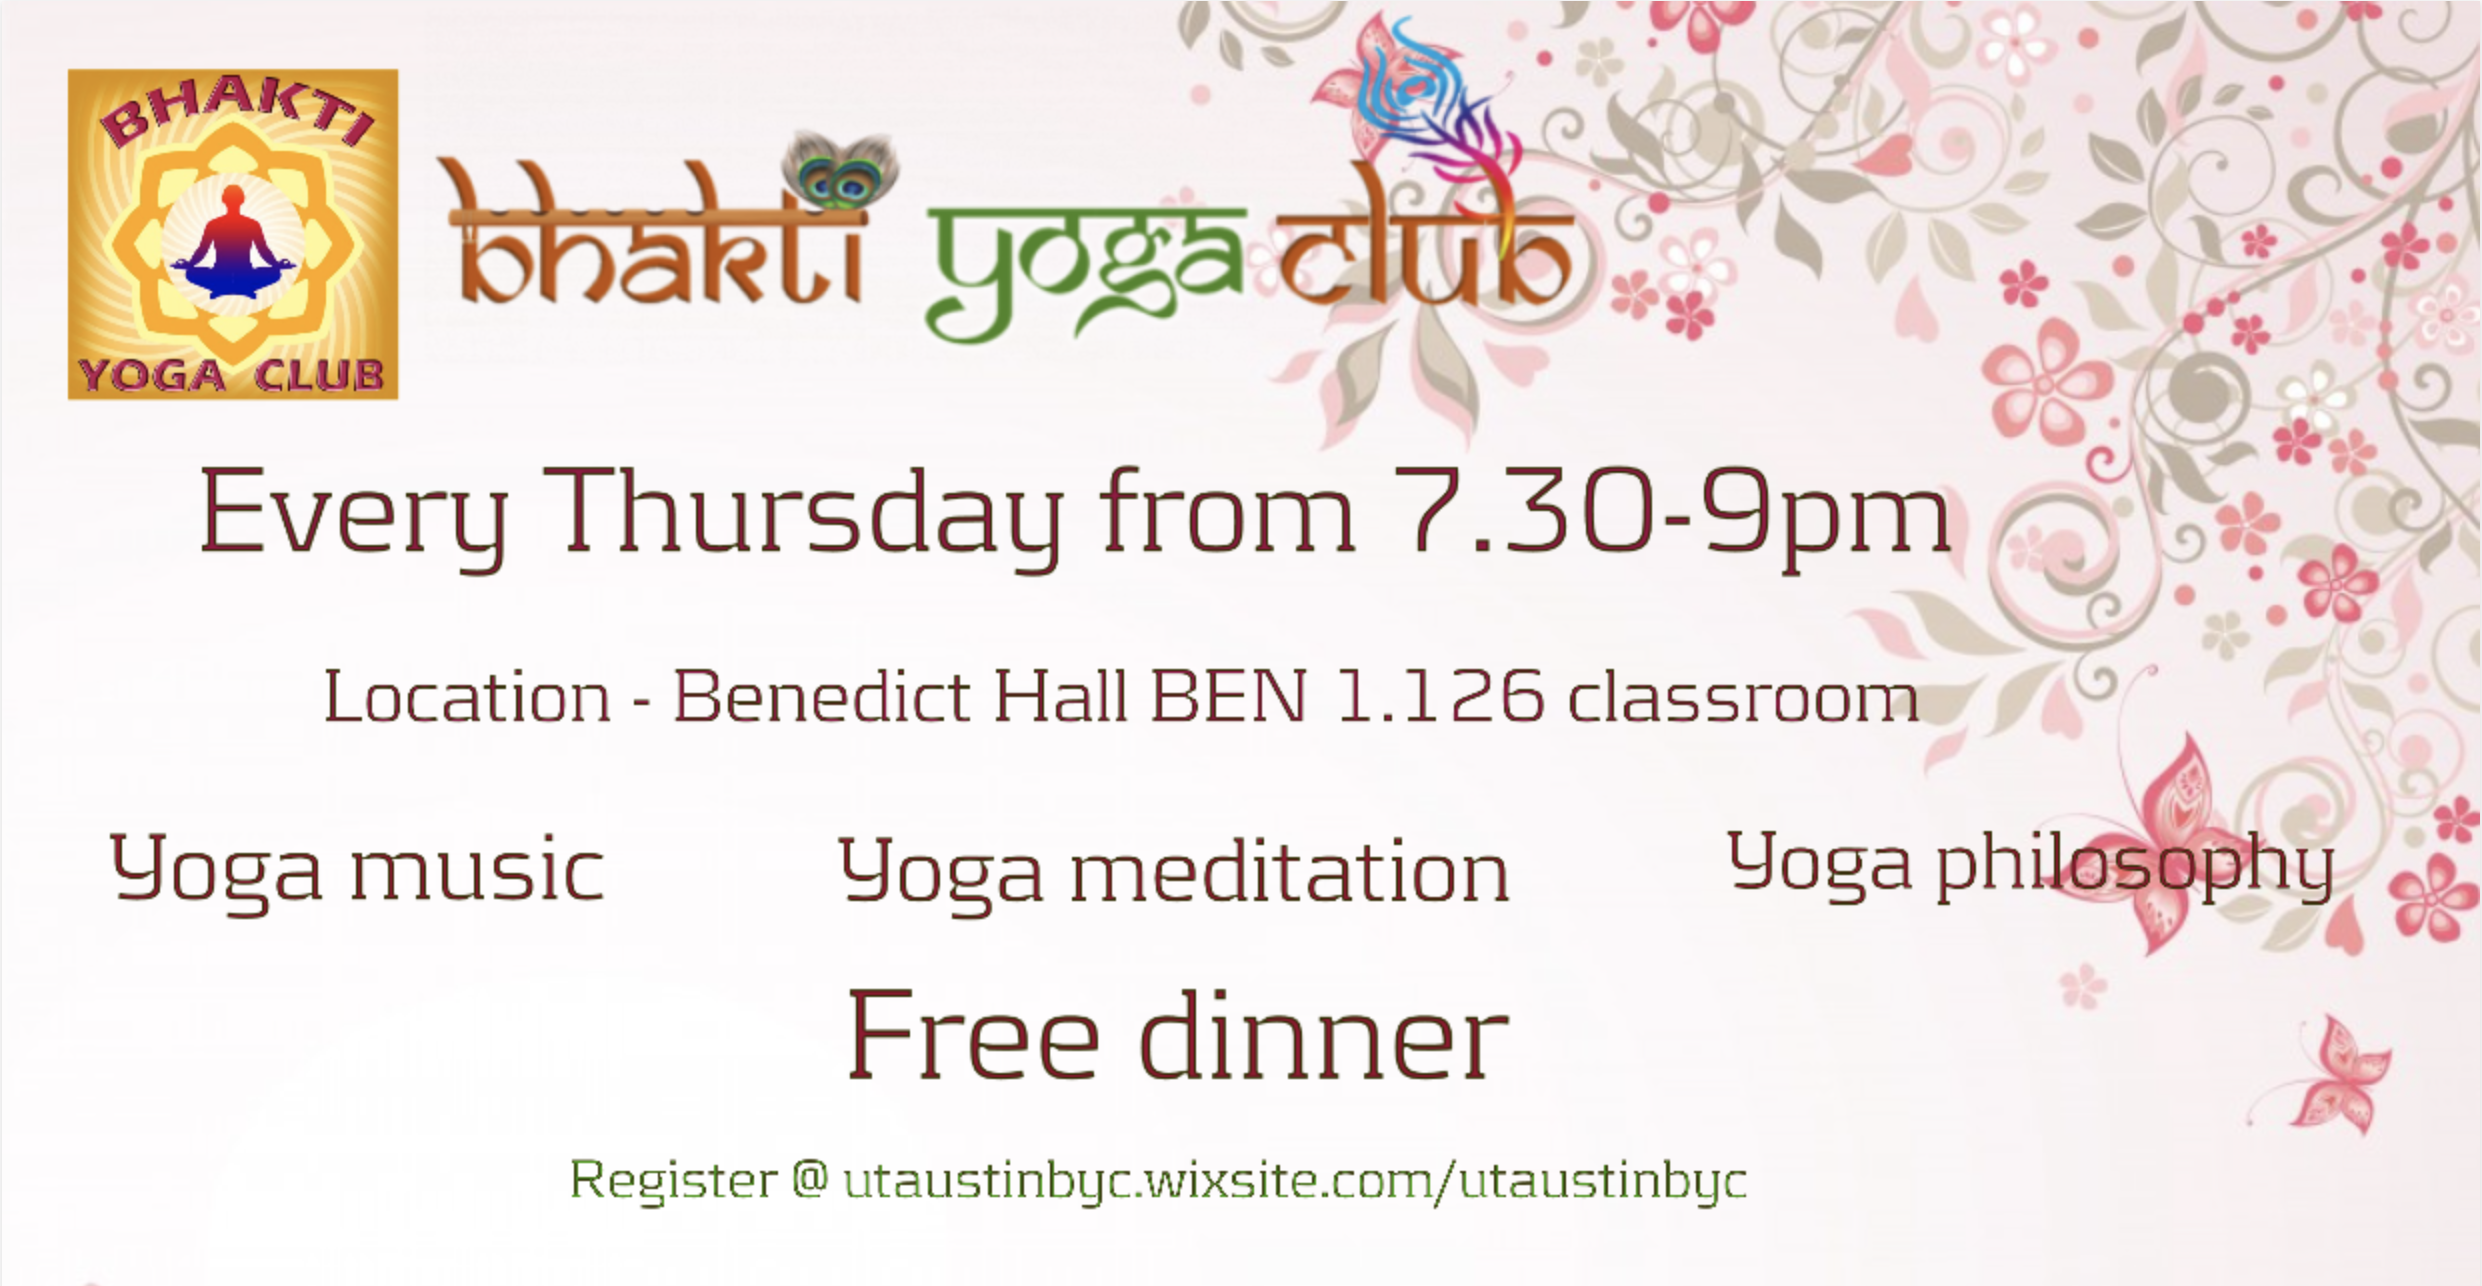 BHAKTI
YOGA CLUB
bhakti yoga club
Every Thursday from 7.30-9pm
Location - Benedict Hall BEN 1.126 classroom
Yoga music Yoga meditation Yoga philosophy
Free dinner
Register @ utaustinbyc.wixsite.com/utaustinbyc